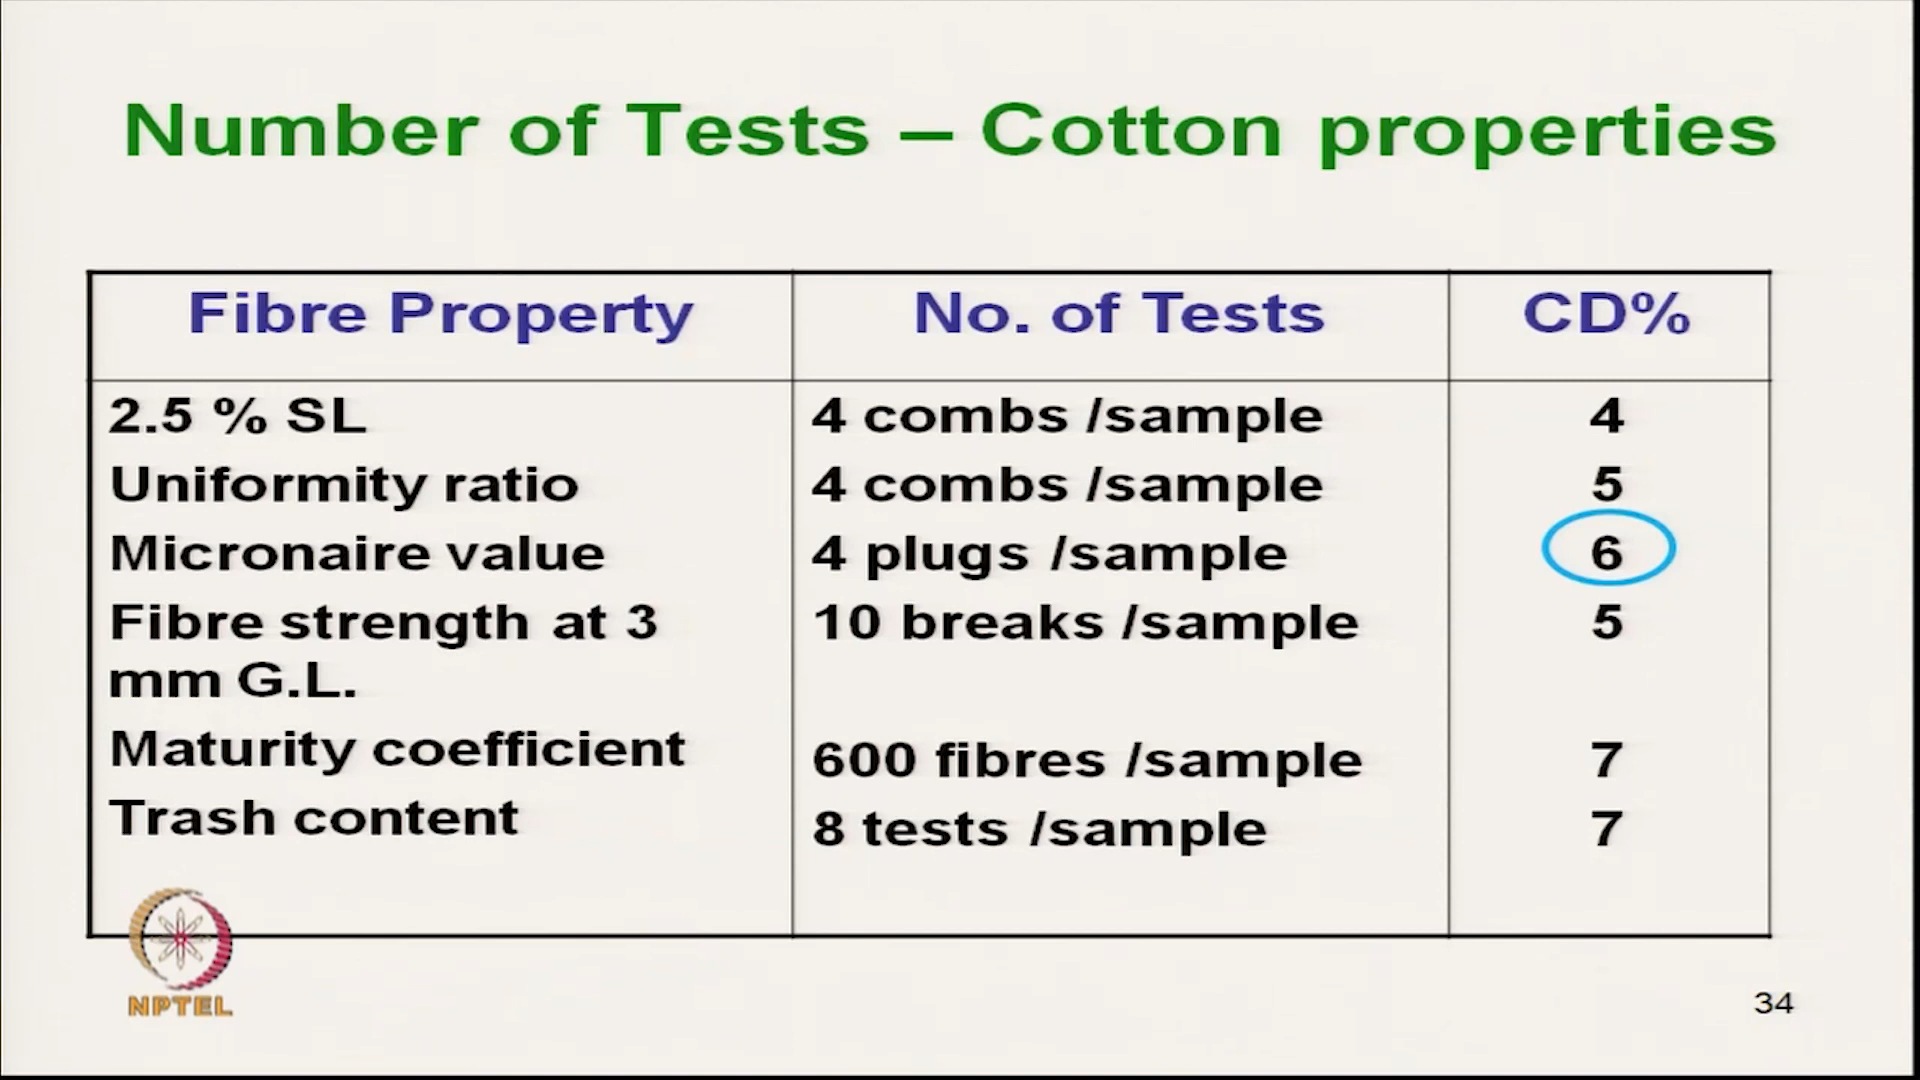 Number of Tests – Cotton properties
Fibre Property No. of Tests CD%
2.5 % SL 4 combs /sample 4
Uniformity ratio 4 combs /sample 5
Micronaire value 4 plugs /sample 6
Fibre strength at 3 10 breaks /sample 5
mm G.L.
Maturity coefficient 600 fibres /sample 7
Trash content 8 tests /sample 7
NPTEL
34